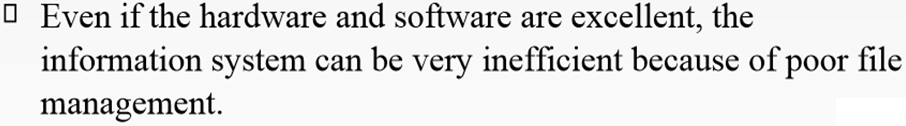 ▯ Even if the hardware and software are excellent, the
information system can be very inefficient because of poor file
management.